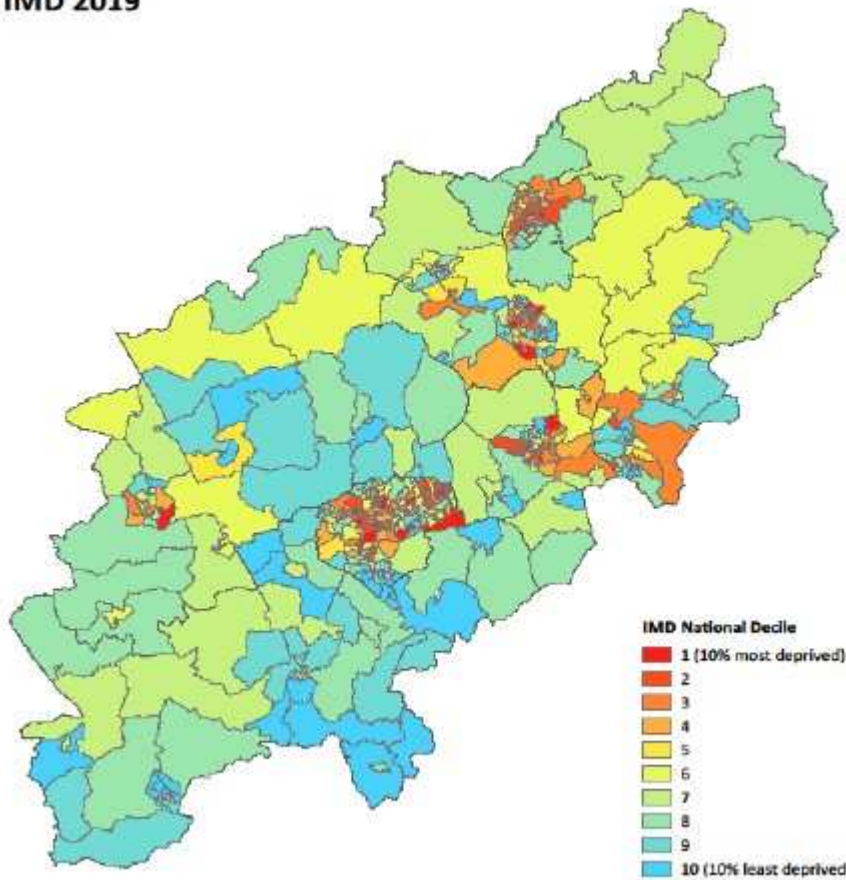 IMD 2019
IMD National Decile
1 (10% most deprived)
2
3
4
5
6
7
8
9
10 (10% least deprived